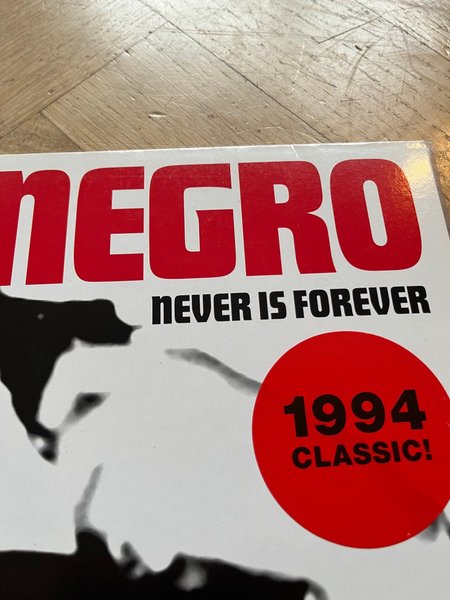 NEGRO
NEVER IS FOREVER
1994
CLASSIC!